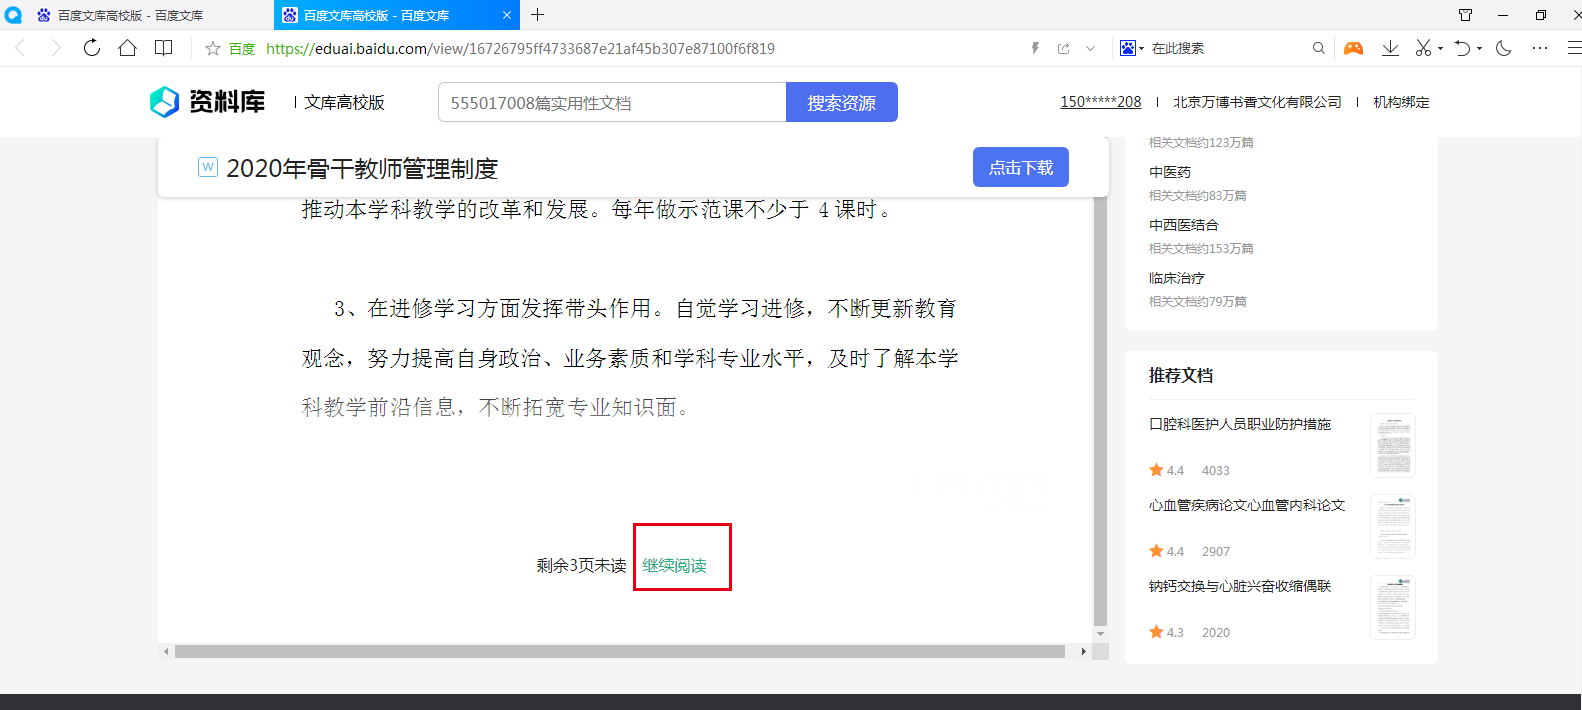 百度文库高校版 - 百度文库
百度文库高校版 - 百度文库
百度 https://eduai.baidu.com/view/16726795ff4733687e21af45b307e87100f6f819
在此搜索
资料库
文库高校版
555017008篇实用性文档
搜索资源
150*****208
北京万博书香文化有限公司
机构绑定
W 2020年骨干教师管理制度
点击下载
推动本学科教学的改革和发展。每年做示范课不少于 4 课时。
3、在进修学习方面发挥带头作用。自觉学习进修，不断更新教育
观念，努力提高自身政治、业务素质和学科专业水平，及时了解本学
科教学前沿信息，不断拓宽专业知识面。
剩余3页未读 继续阅读
相关文档约123万篇
中医药
相关文档约83万篇
中西医结合
相关文档约153万篇
临床治疗
相关文档约79万篇
推荐文档
口腔科医护人员职业防护措施
4.4 4033
心血管疾病论文心血管内科论文
4.4 2907
钠钙交换与心脏兴奋收缩偶联
4.3 2020